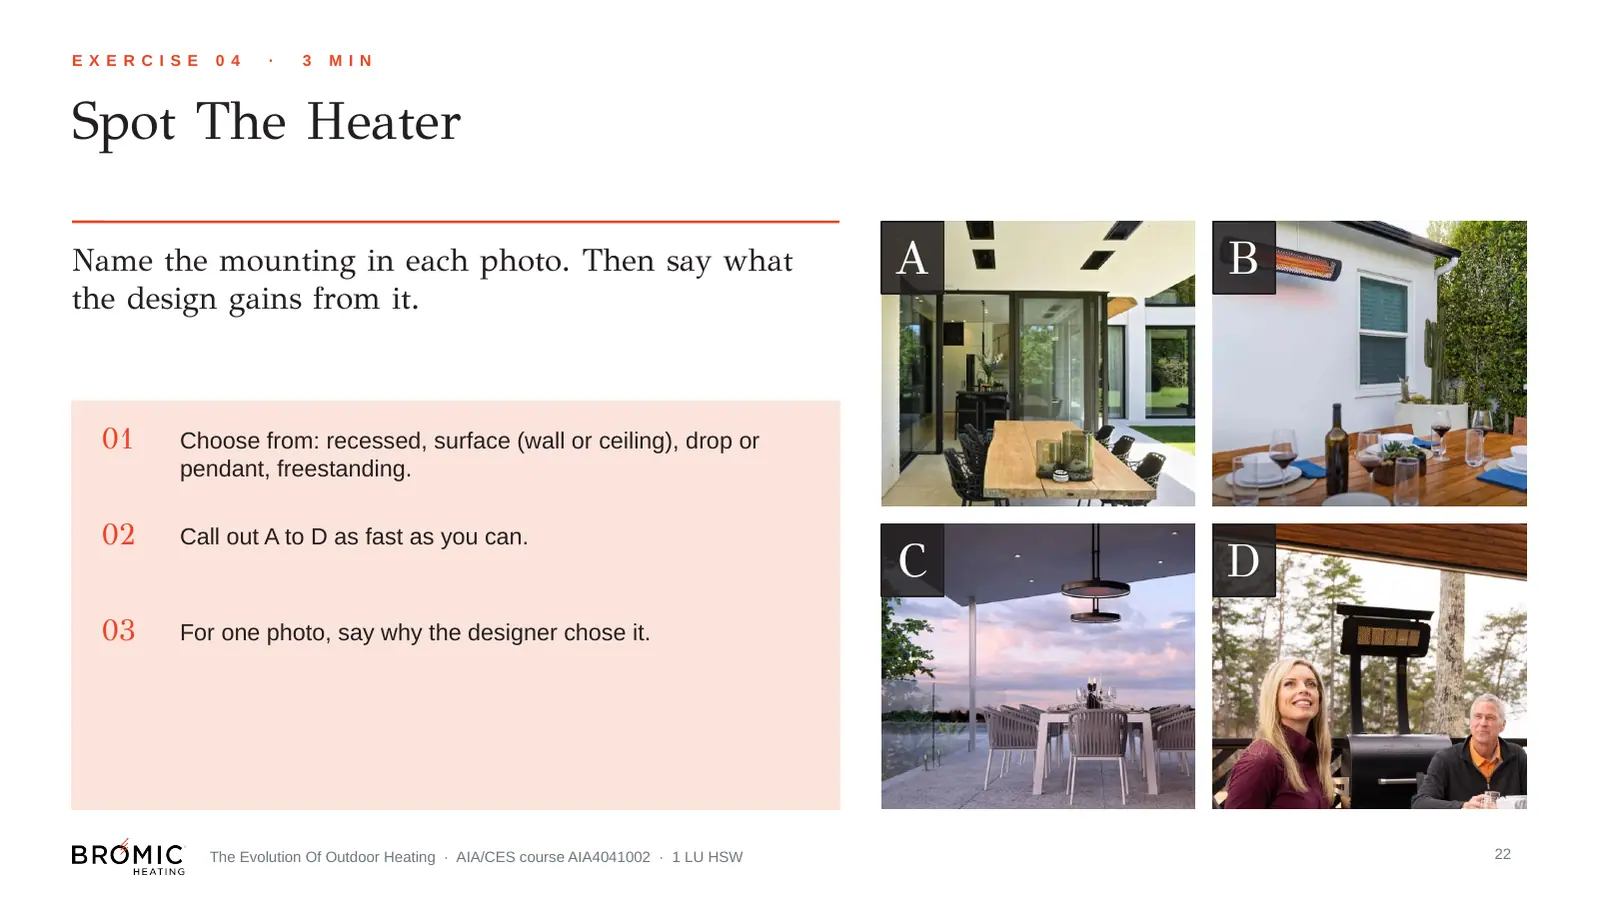 EXERCISE 04 · 3 MIN
Spot The Heater
Name the mounting in each photo. Then say what
the design gains from it.
01 Choose from: recessed, surface (wall or ceiling), drop or
pendant, freestanding.
02 Call out A to D as fast as you can.
03 For one photo, say why the designer chose it.
A
B
C
D
BROMIC
HEATING
The Evolution Of Outdoor Heating · AIA/CES course AIA4041002 · 1 LU HSW
22